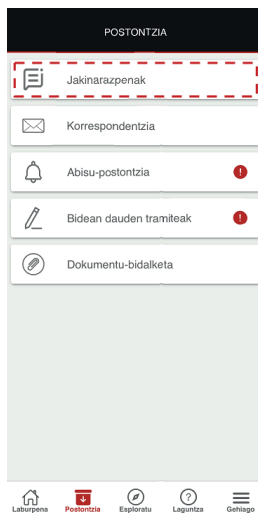 POSTONTZIA
Jakinarazpenak
Korrespondentzia
Abisu-postontzia
Bidean dauden tramiteak
Dokumentu-bidalketa
Laburpena Postontzia Esploratu Laguntza Gehiago